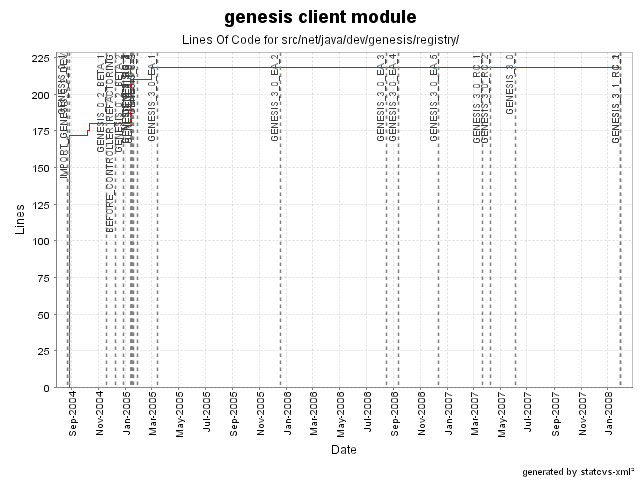 genesis client module
Lines Of Code for src/net/java/dev/genesis/registry/
Lines
225
200
175
150
125
100
75
50
25
0
GENESIS_0_2_BETA_1
BEFORE_CONTROLLER_REFACTORING
GENESIS_3_0_EA_1
GENESIS_3_0_EA_2
GENESIS_3_0_EA_3
GENESIS_3_0_EA_4
GENESIS_3_0_EA_5
GENESIS_3_0_RC_1
GENESIS_3_0_RC_2
GENESIS_3_0
GENESIS_3_1_RC_1
Sep-2004
Nov-2004
Jan-2005
Mar-2005
May-2005
Jul-2005
Sep-2005
Nov-2005
Jan-2006
Mar-2006
May-2006
Jul-2006
Sep-2006
Nov-2006
Jan-2007
Mar-2007
May-2007
Jul-2007
Sep-2007
Nov-2007
Jan-2008
Date
generated by statcvs-xml²